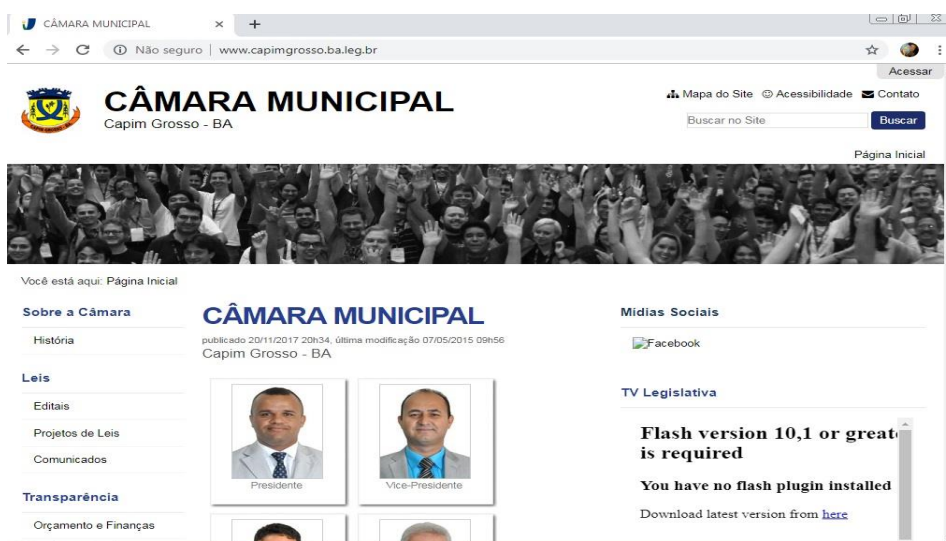 CÂMARA MUNICIPAL
Não seguro | www.capimgrosso.ba.leg.br
Acessar
CÂMARA MUNICIPAL
Capim Grosso - BA
Mapa do Site Acessibilidade Contato
Buscar no Site Buscar
Página Inicial
Você está aqui: Página Inicial
Sobre a Câmara
História
Leis
Editais
Projetos de Leis
Comunicados
Transparência
Orçamento e Finanças
CÂMARA MUNICIPAL
publicado 20/11/2017 20h34, última modificação 07/05/2015 09h56
Capim Grosso - BA
Presidente
Vice-Presidente
Mídias Sociais
Facebook
TV Legislativa
Flash version 10,1 or
is required
You have no flash plugin installed
Download latest version from here